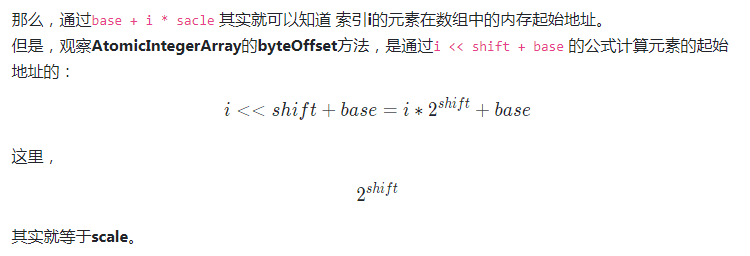 那么，通过base + i * sacle 其实就可以知道 索引i的元素在数组中的内存起始地址。
但是，观察AtomicIntegerArray的byteOffset方法，是通过i << shift + base 的公式计算元素的起始
地址的：
i << shift + base = i * 2^{shift} + base
这里，
2^{shift}
其实就等于scale。